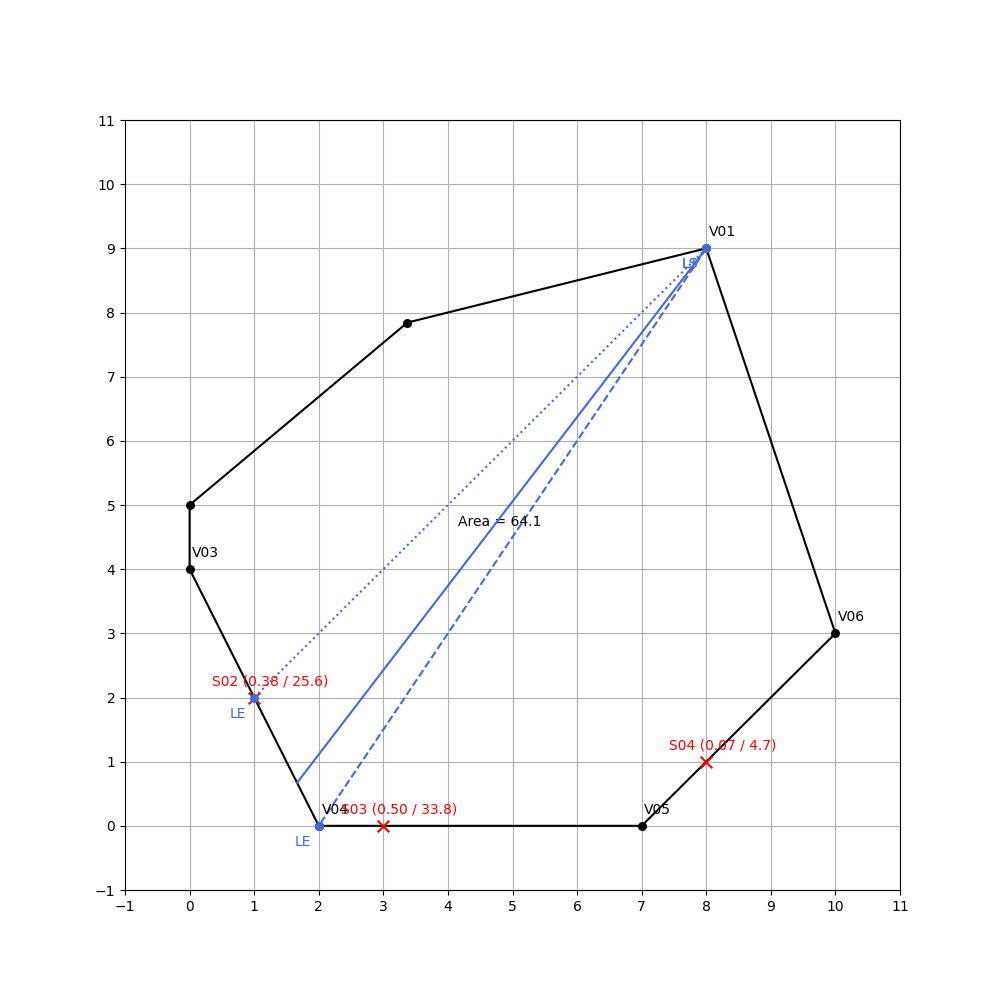 11
10
9
8
7
6
5
4
3
2
1
0
−1
V01
LS
LS
Area = 64.1
V03
V06
S02 (0.38 / 25.6)
LE
S04 (0.07 / 4.7)
V04
S03 (0.50 / 33.8)
V05
LE
−1 0 1 2 3 4 5 6 7 8 9 10 11